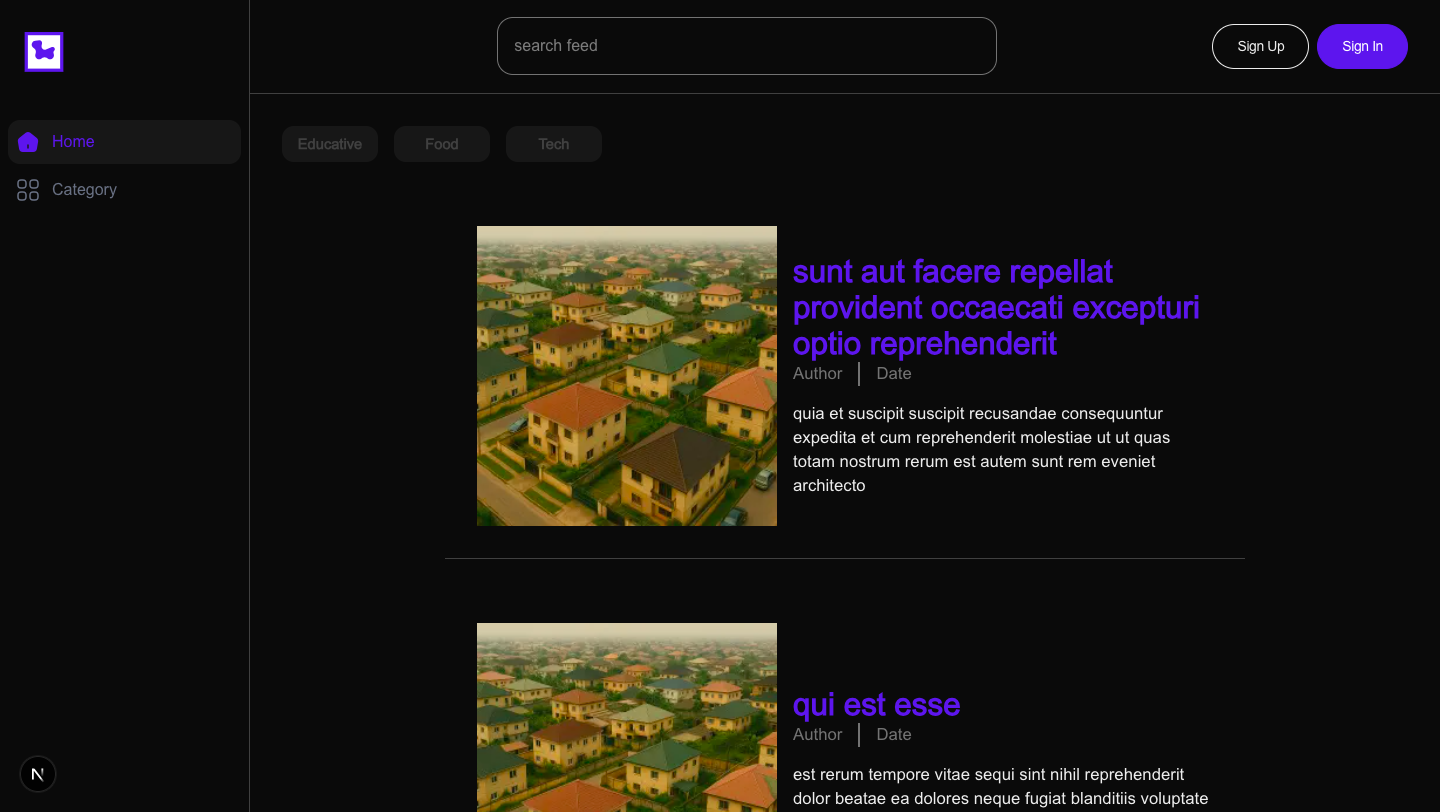 search feed
Sign Up
Sign In
Home
Category
Educative
Food
Tech
sunt aut facere repellat
provident occaecati excepturi
optio reprehenderit
Author
Date
quia et suscipit suscipit recusandae consequuntur
expedita et cum reprehenderit molestiae ut ut quas
totam nostrum rerum est autem sunt rem eveniet
architecto
qui est esse
Author
Date
est rerum tempore vitae sequi sint nihil reprehenderit
dolor beatae ea dolores neque fugiat blanditiis voluptate
N